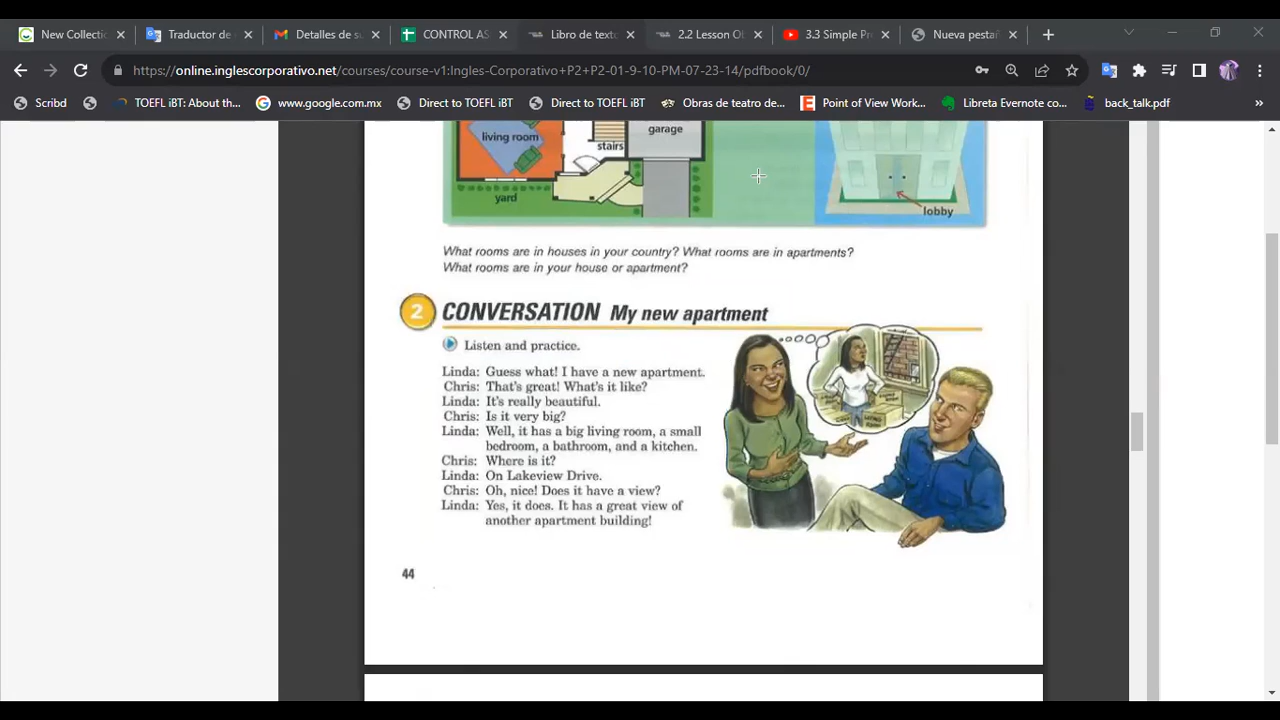 New Collecti
Traductor de
Detalles de su
CONTROL AS
Libro de texto
2.2 Lesson Ob
3.3 Simple Pre
Nueva pestañ
https://online.inglescorporativo.net/courses/course-v1:Ingles-Corporativo+P2+P2-01-9-10-PM-07-23-14/pdfbook/0/
Scribd
TOEFL iBT: About th...
www.google.com.mx
Direct to TOEFL iBT
Direct to TOEFL iBT
Obras de teatro de...
Point of View Work...
Libreta Evernote co...
back_talk.pdf
»
living room
stairs
garage
yard
lobby
What rooms are in houses in your country? What rooms are in apartments?
What rooms are in your house or apartment?
2 CONVERSATION My new apartment
Listen and practice.
Linda: Guess what! I have a new apartment.
Chris: That's great! What's it like?
Linda: It's really beautiful.
Chris: Is it very big?
Linda: Well, it has a big living room, a small
bedroom, a bathroom, and a kitchen.
Chris: Where is it?
Linda: On Lakeview Drive.
Chris: Oh, nice! Does it have a view?
Linda: Yes, it does. It has a great view of
another apartment building!
44